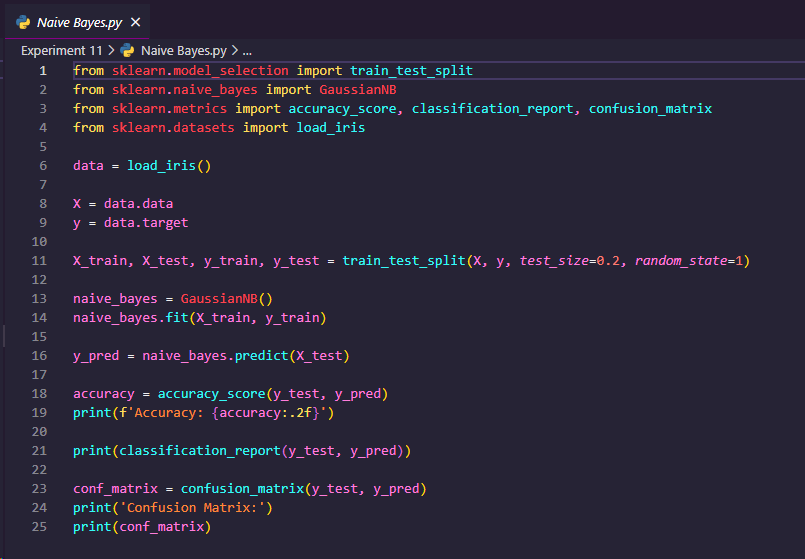 Naive Bayes.py ×
Experiment 11 > Naive Bayes.py > ...
1 from sklearn.model_selection import train_test_split
2 from sklearn.naive_bayes import GaussianNB
3 from sklearn.metrics import accuracy_score, classification_report, confusion_matrix
4 from sklearn.datasets import load_iris
5
6 data = load_iris()
7
8 X = data.data
9 y = data.target
10
11 X_train, X_test, y_train, y_test = train_test_split(X, y, test_size=0.2, random_state=1)
12
13 naive_bayes = GaussianNB()
14 naive_bayes.fit(X_train, y_train)
15
16 y_pred = naive_bayes.predict(X_test)
17
18 accuracy = accuracy_score(y_test, y_pred)
19 print(f'Accuracy: {accuracy:.2f}')
20
21 print(classification_report(y_test, y_pred))
22
23 conf_matrix = confusion_matrix(y_test, y_pred)
24 print('Confusion Matrix:')
25 print(conf_matrix)